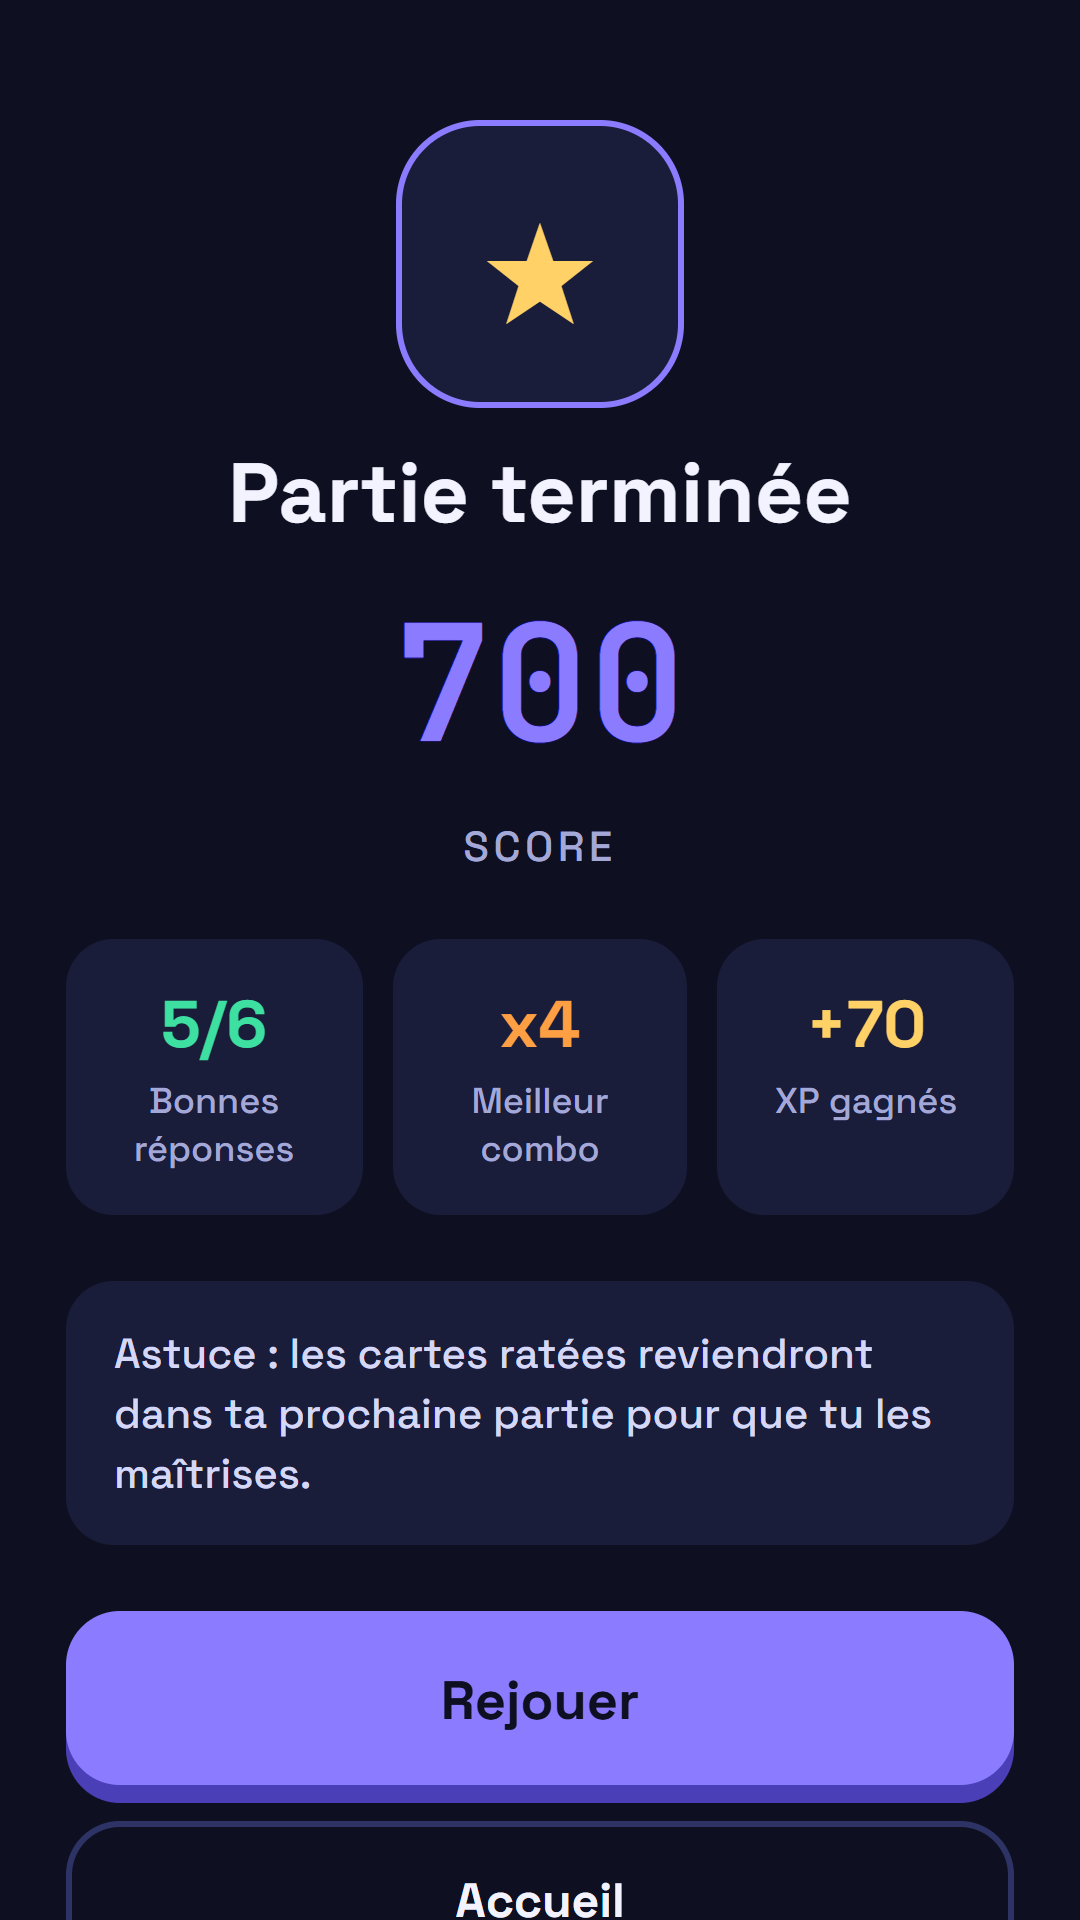 Partie terminée
700
SCORE
5/6
Bonnes
réponses
x4
Meilleur
combo
+70
XP gagnés
Astuce : les cartes ratées reviendront
dans ta prochaine partie pour que tu les
maîtrises.
Rejouer
Accueil